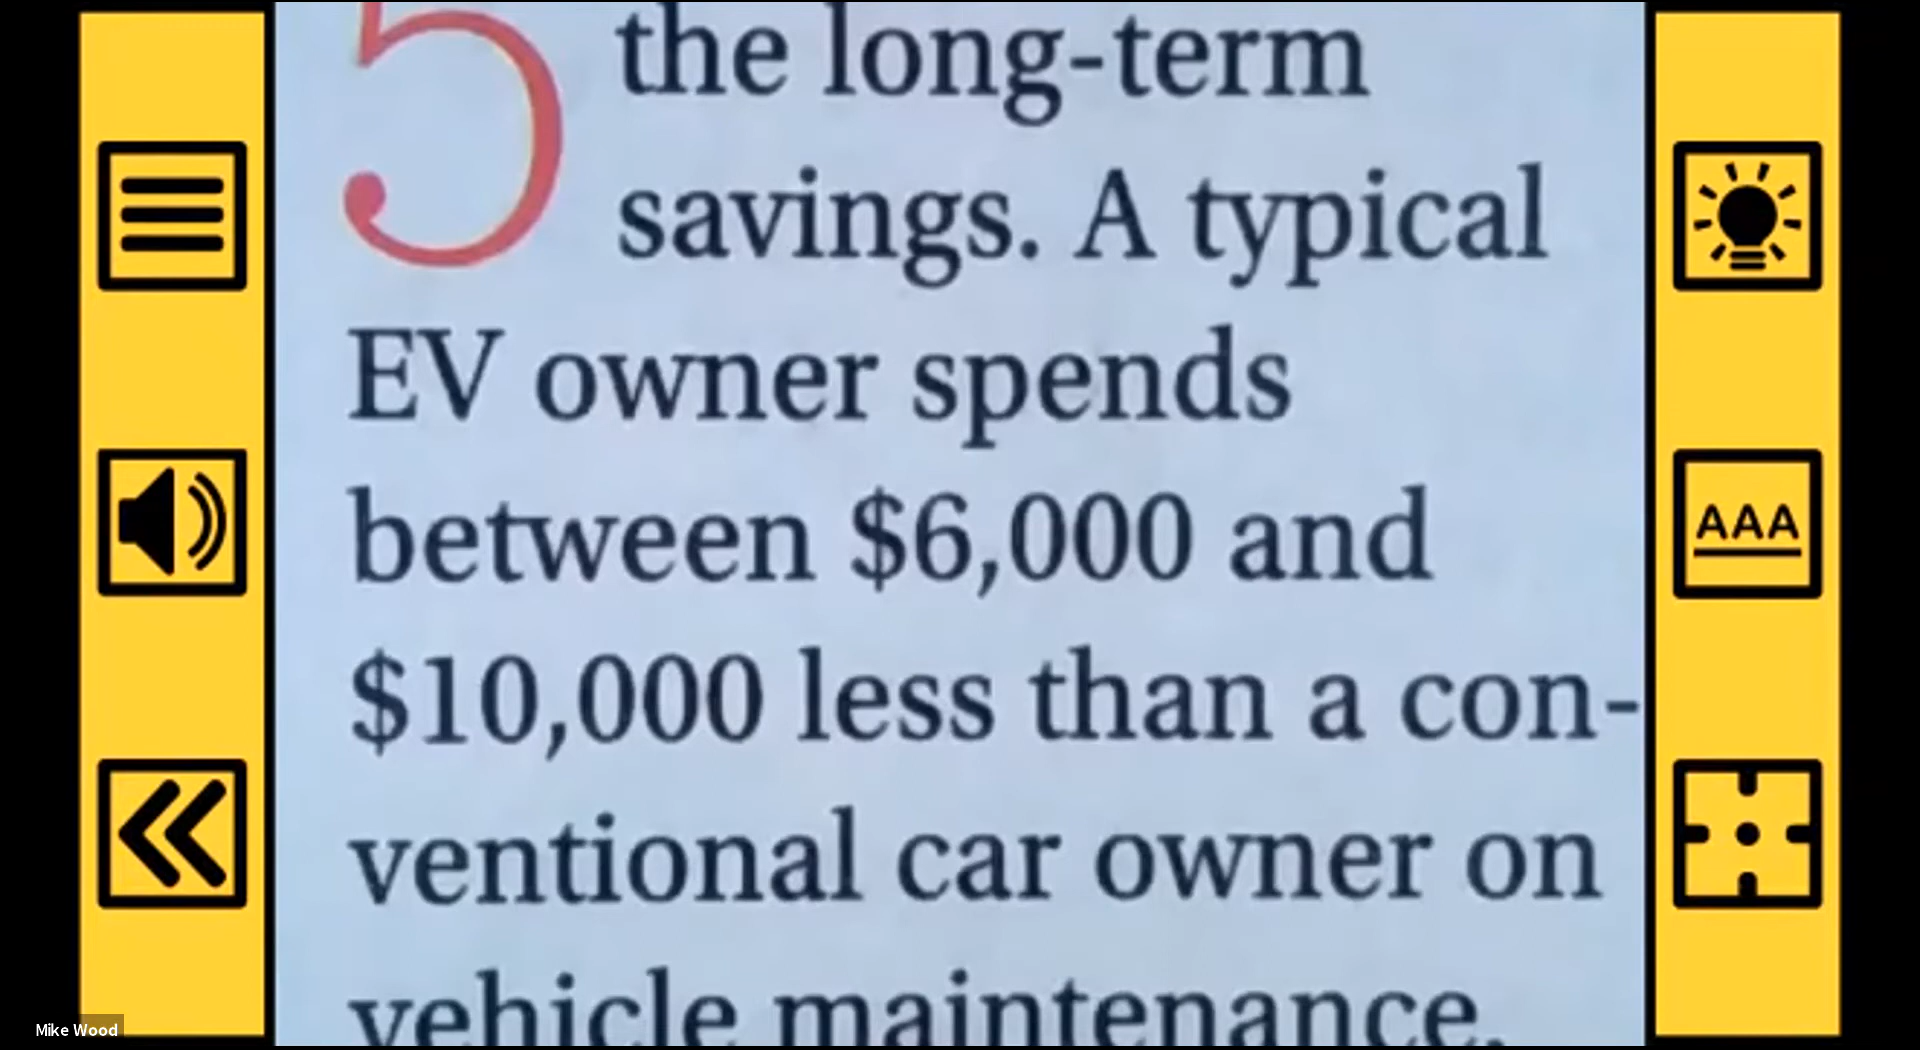 5 the long-term
savings. A typical
EV owner spends
between $6,000 and
$10,000 less than a con-
ventional car owner on
vehicle maintenance,
AAA
Mike Wood